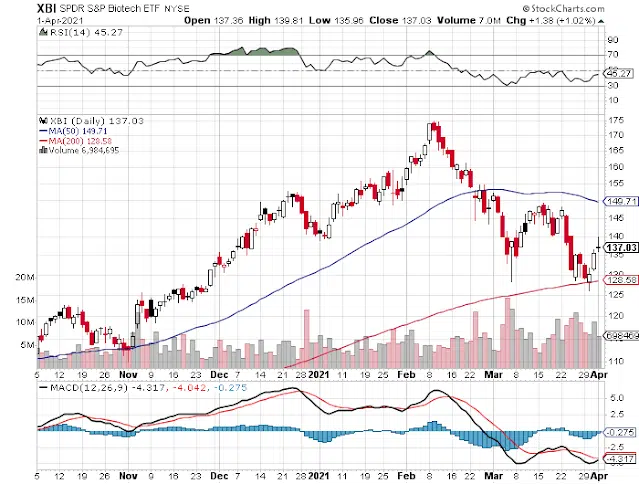 XBI SPDR S&P Biotech ETF NYSE © StockCharts.com
1-Apr-2021 Open 137.36 High 139.81 Low 135.96 Close 137.03 Volume 7.0M Chg +1.38 (+1.02%)
RSI(14) 45.27
90
70
50
45.27
30
10
XBI (Daily) 137.03
MA(50) 149.71
MA(200) 128.58
Volume 6,984,695
175
170
165
160
155
149.71
145
140
137.03
130
128.58
125
120
115
110
20M
15M
10M
5M
6984695
5 12 19 26 Nov 9 16 23 Dec 7 14 21 28 2021 11 19 25 Feb 8 16 22 Mar 8 15 22 29 Apr
MACD(12,26,9) -4.317, -4.042, -0.275
5.0
2.5
-0.275
-2.5
-4.317
5 12 19 26 Nov 9 16 23 Dec 7 14 21 28 2021 11 19 25 Feb 8 16 22 Mar 8 15 22 29 Apr